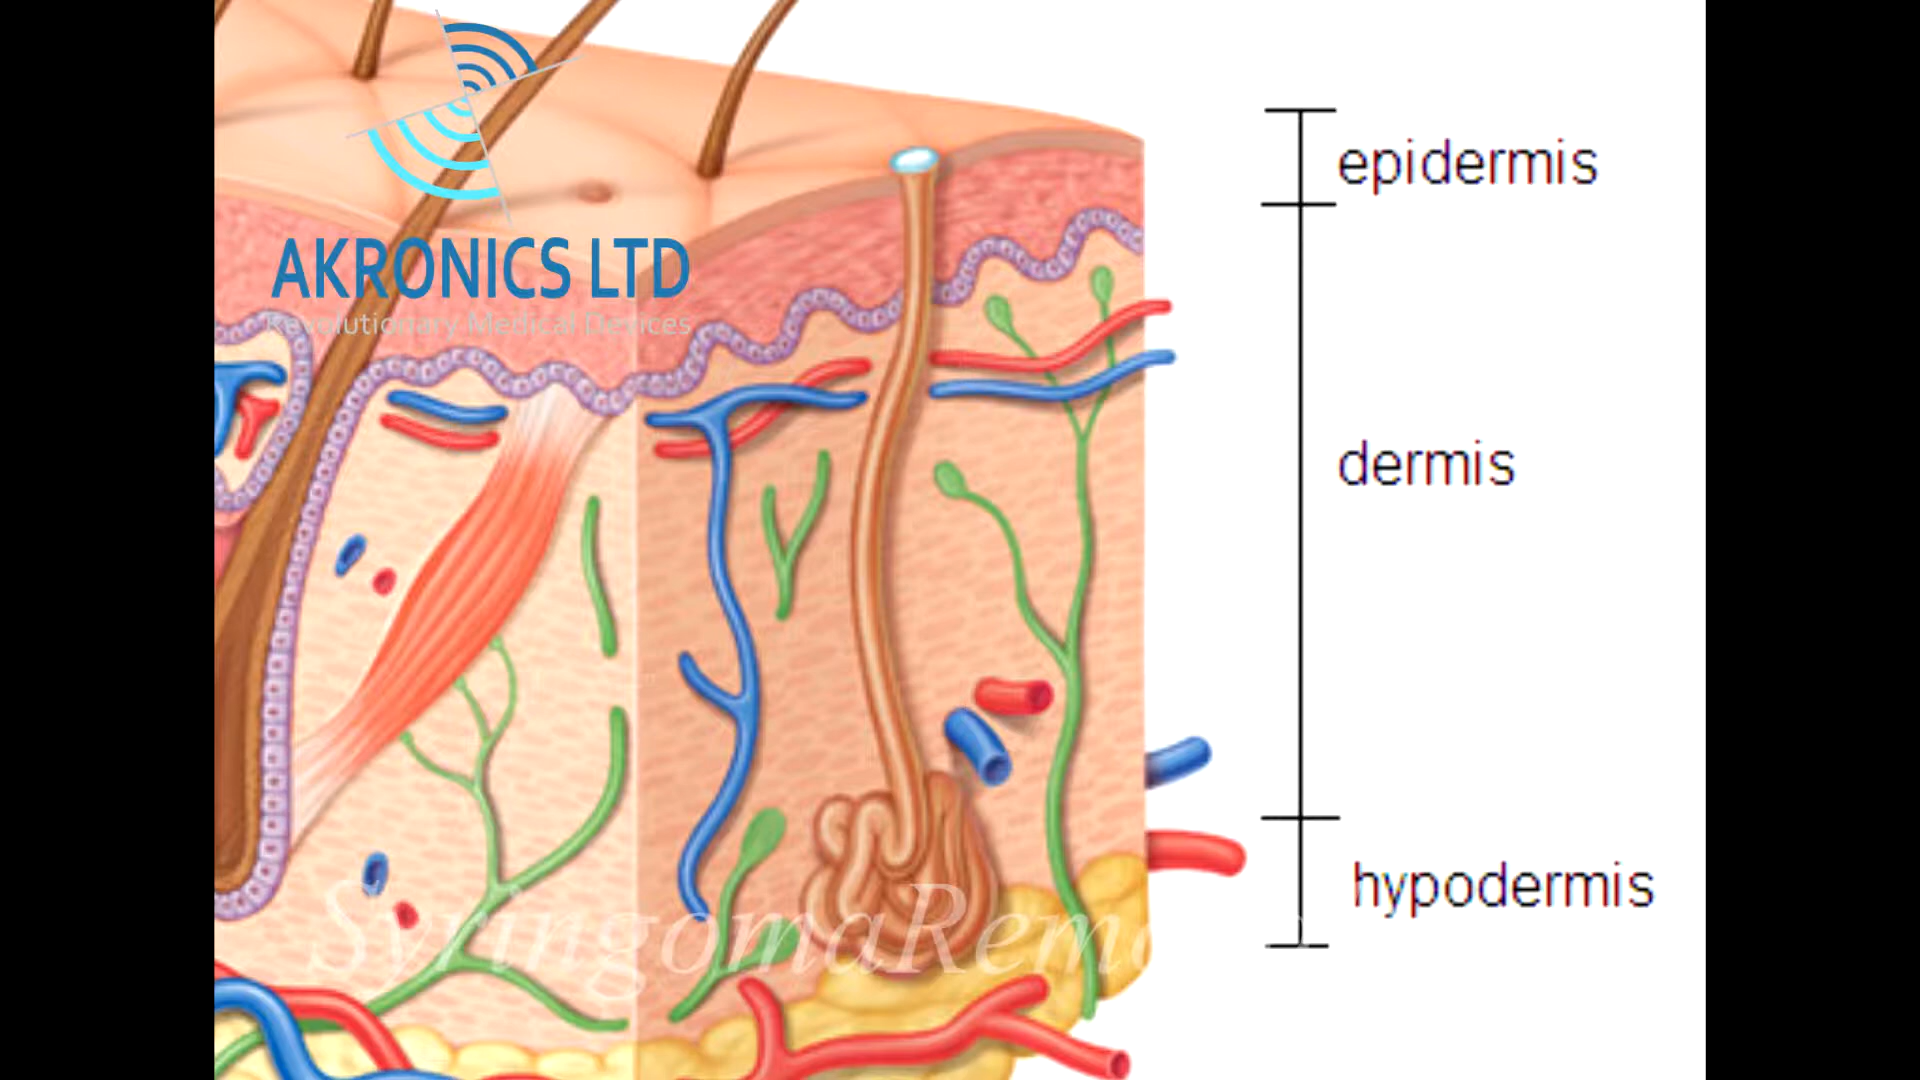 AKRONICS LTD
Revolutionary Medical Devices
epidermis
dermis
hypodermis